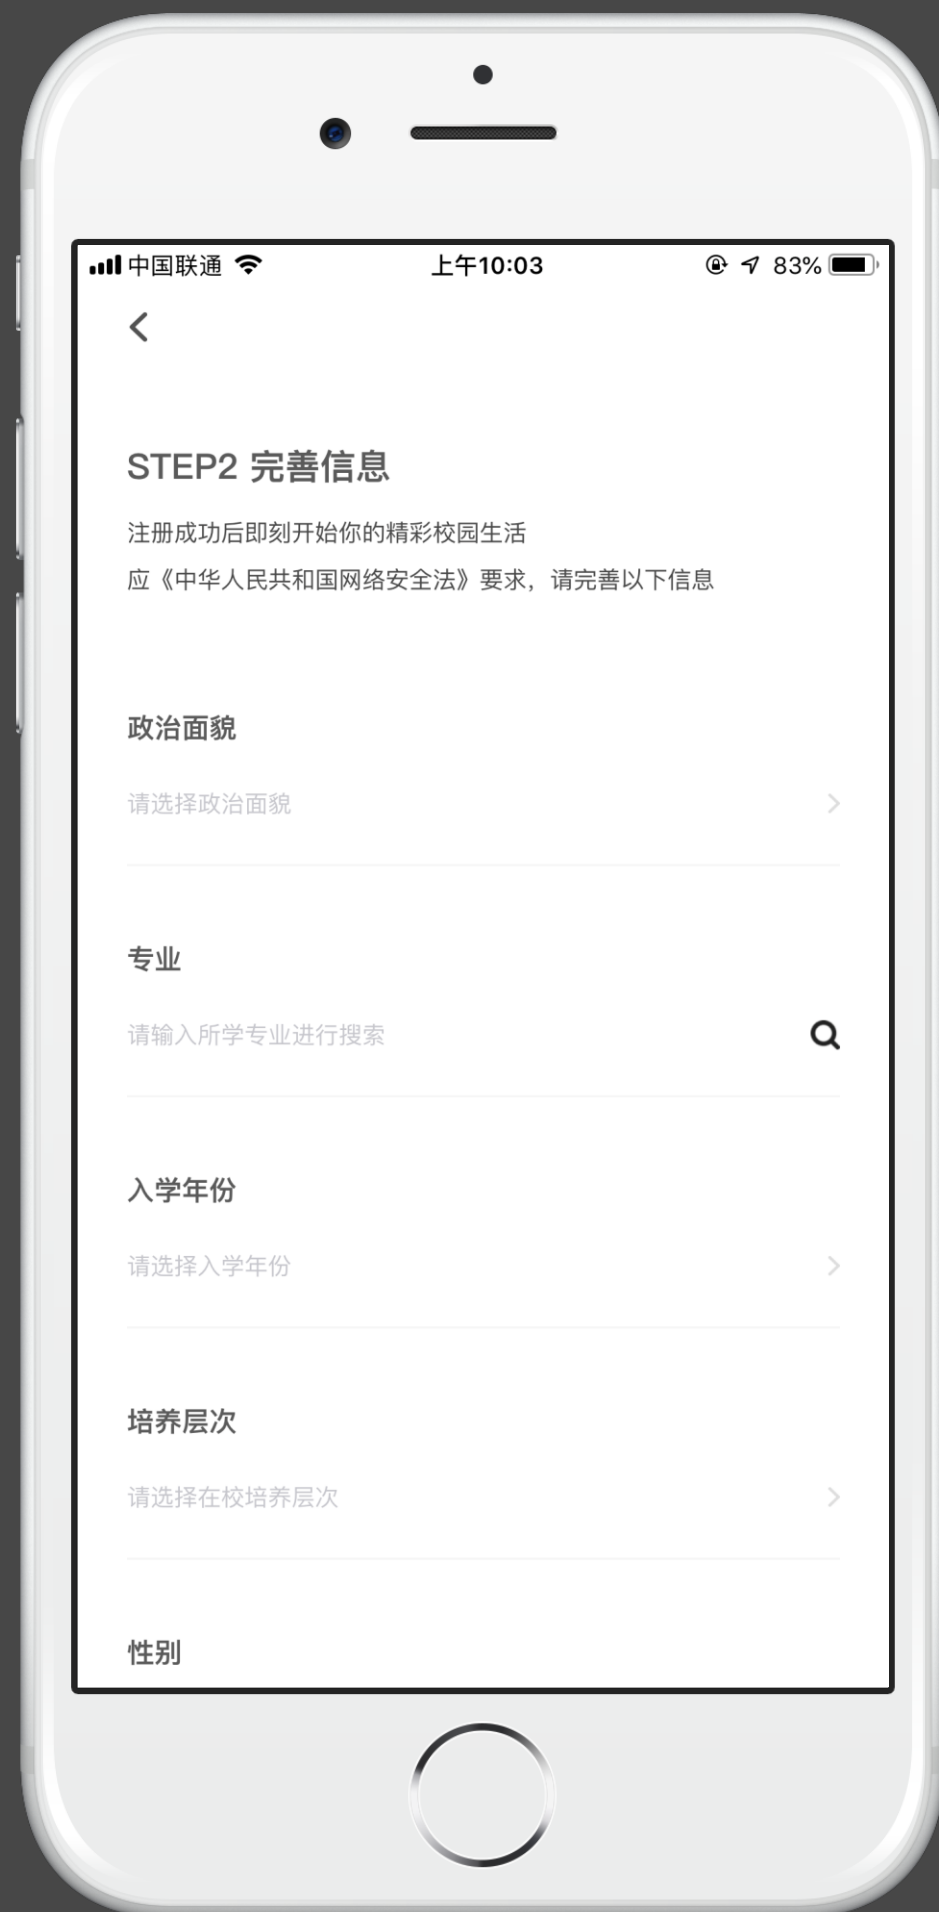 中国联通 上午10:03 83%
STEP2 完善信息
注册成功后即刻开始你的精彩校园生活
应《中华人民共和国网络安全法》要求，请完善以下信息
政治面貌
请选择政治面貌
专业
请输入所学专业进行搜索
入学年份
请选择入学年份
培养层次
请选择在校培养层次
性别